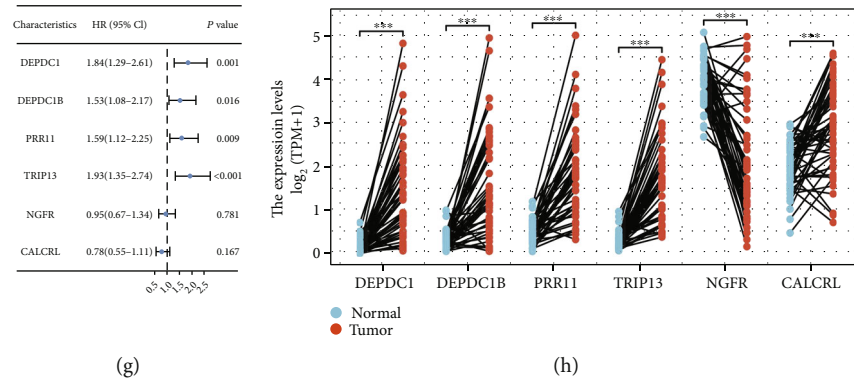 Characteristics HR (95% CI) P value
DEPDC1 1.84(1.29–2.61) 0.001
DEPDC1B 1.53(1.08–2.17) 0.016
PRR11 1.59(1.12–2.25) 0.009
TRIP13 1.93(1.35–2.74) <0.001
NGFR 0.95(0.67–1.34) 0.781
CALCRL 0.78(0.55–1.11) 0.167
0.5 1.0 1.5 2.0 2.5
(g)
The expressioin levels
log2 (TPM+1)
5
4
3
2
1
0
*** *** *** *** *** ***
DEPDC1 DEPDC1B PRR11 TRIP13 NGFR CALCRL
Normal
Tumor
(h)